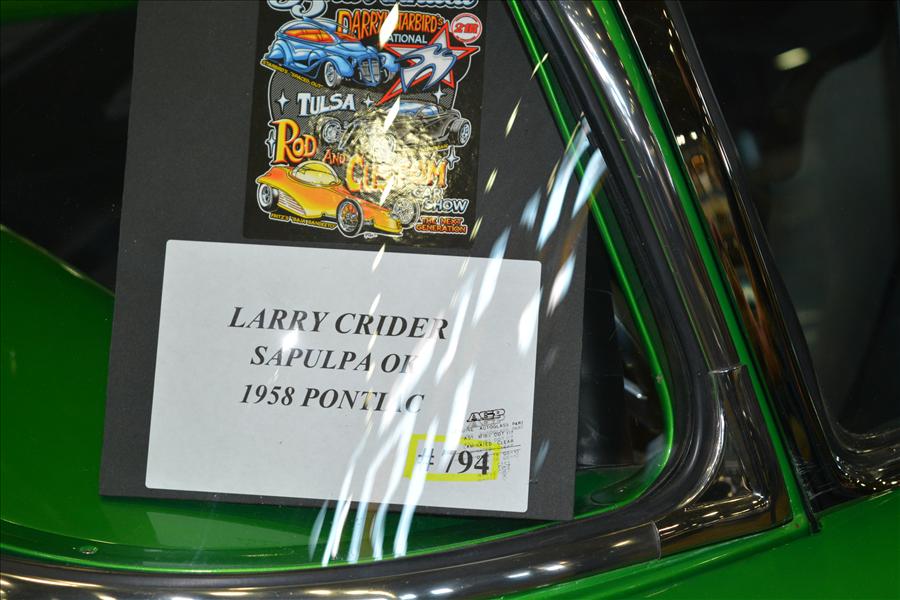 DARRYL STARBIRD'S
NATIONAL
TULSA
ROD AND CUSTOM
CAR SHOW
THE NEXT GENERATION
LARRY CRIDER
SAPULPA OK
1958 PONTIAC
AGP
# 794